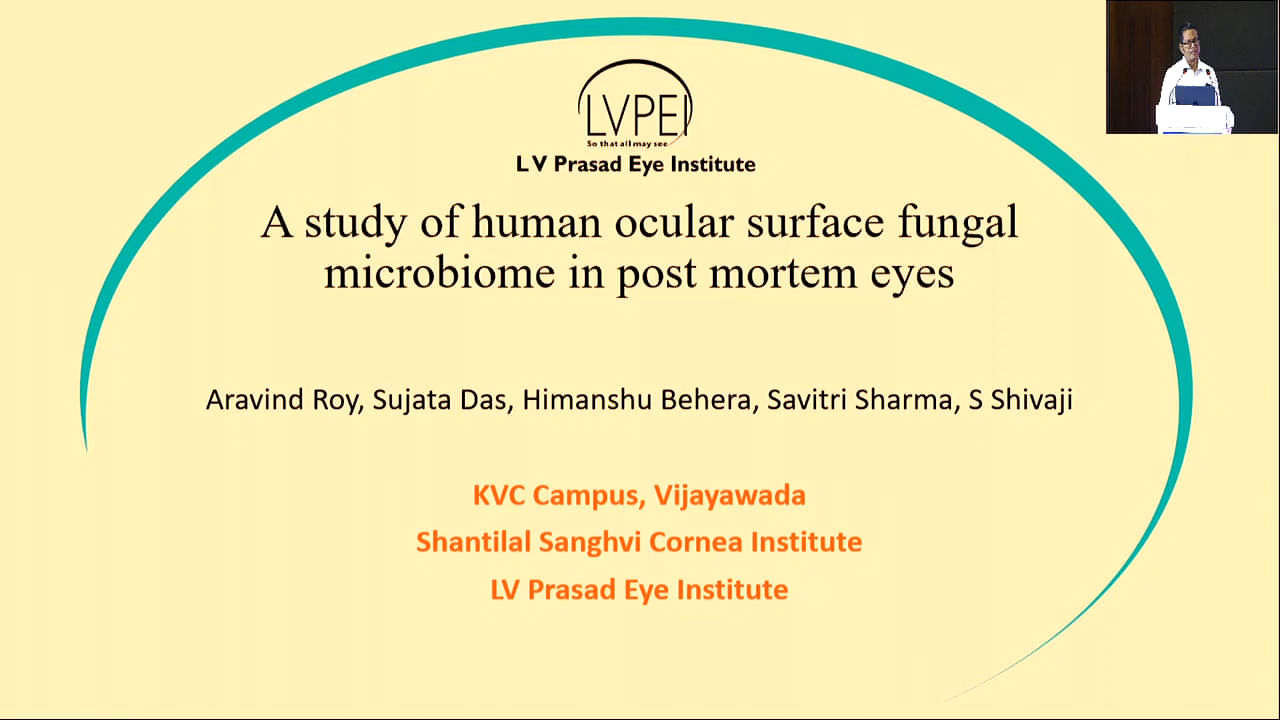 LVPEI
So that all may see
L V Prasad Eye Institute
A study of human ocular surface fungal
microbiome in post mortem eyes
Aravind Roy, Sujata Das, Himanshu Behera, Savitri Sharma, S Shivaji
KVC Campus, Vijayawada
Shantilal Sanghvi Cornea Institute
LV Prasad Eye Institute